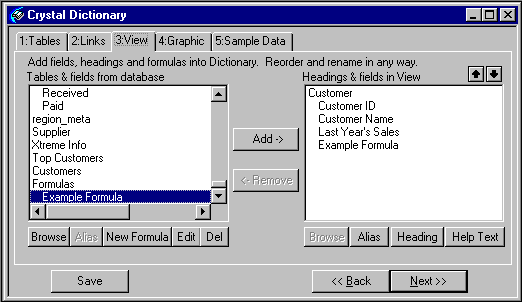 Crystal Dictionary
1:Tables 2:Links 3:View 4:Graphic 5:Sample Data
Add fields, headings and formulas into Dictionary. Reorder and rename in any way.
Tables & fields from database
Received
Paid
region_meta
Supplier
Xtreme Info
Top Customers
Customers
Formulas
Example Formula
Browse Alias New Formula Edit Del
Add ->
<- Remove
Headings & fields in View
Customer
Customer ID
Customer Name
Last Year's Sales
Example Formula
Browse Alias Heading Help Text
Save << Back Next >>